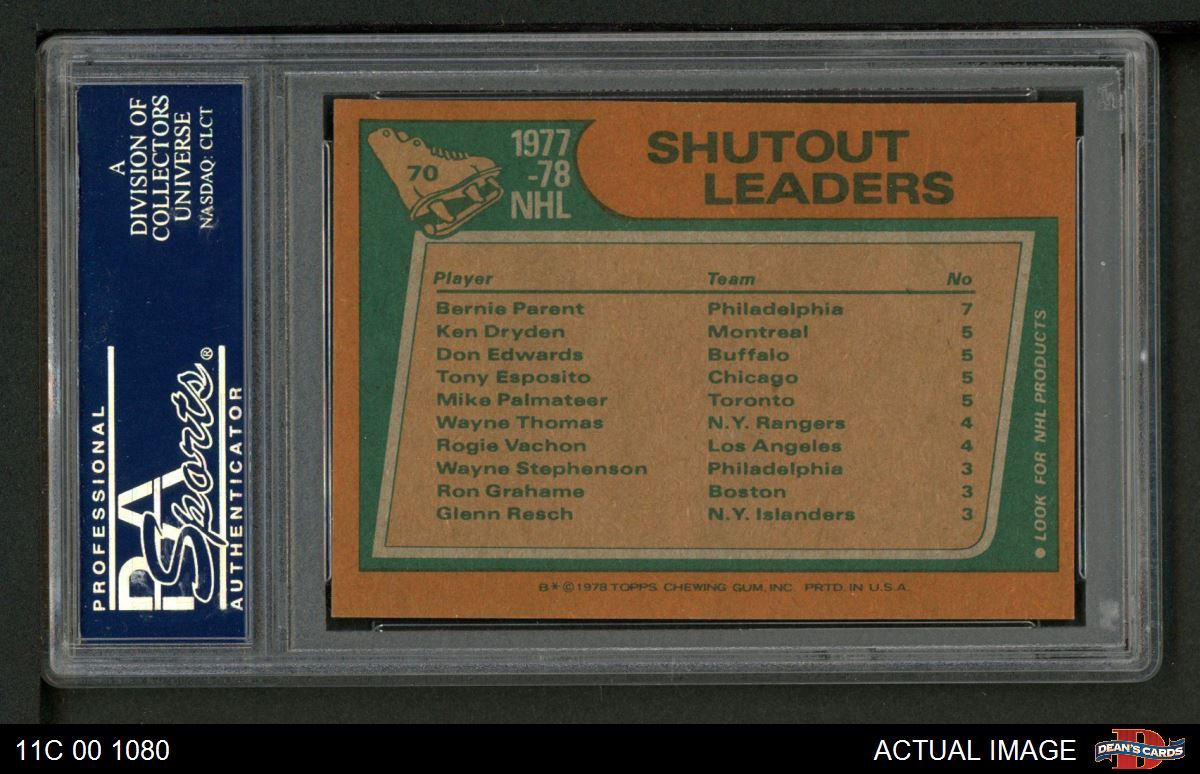 A
DIVISION OF
COLLECTORS
UNIVERSE
NASDAQ: CLCT
PROFESSIONAL
PSA
Sports®
AUTHENTICATOR
70
1977
-78
NHL
SHUTOUT
LEADERS
Player Team No
Bernie Parent Philadelphia 7
Ken Dryden Montreal 5
Don Edwards Buffalo 5
Tony Esposito Chicago 5
Mike Palmateer Toronto 5
Wayne Thomas N.Y. Rangers 4
Rogie Vachon Los Angeles 4
Wayne Stephenson Philadelphia 3
Ron Grahame Boston 3
Glenn Resch N.Y. Islanders 3
● LOOK FOR NHL PRODUCTS
B*©1978 TOPPS CHEWING GUM, INC. PRTD. IN U.S.A.
11C 00 1080
ACTUAL IMAGE
DEAN'S CARDS